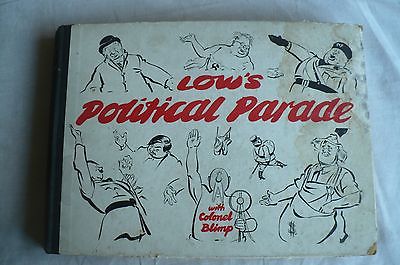 LOW'S
Political Parade
with
Colonel
Blimp
$